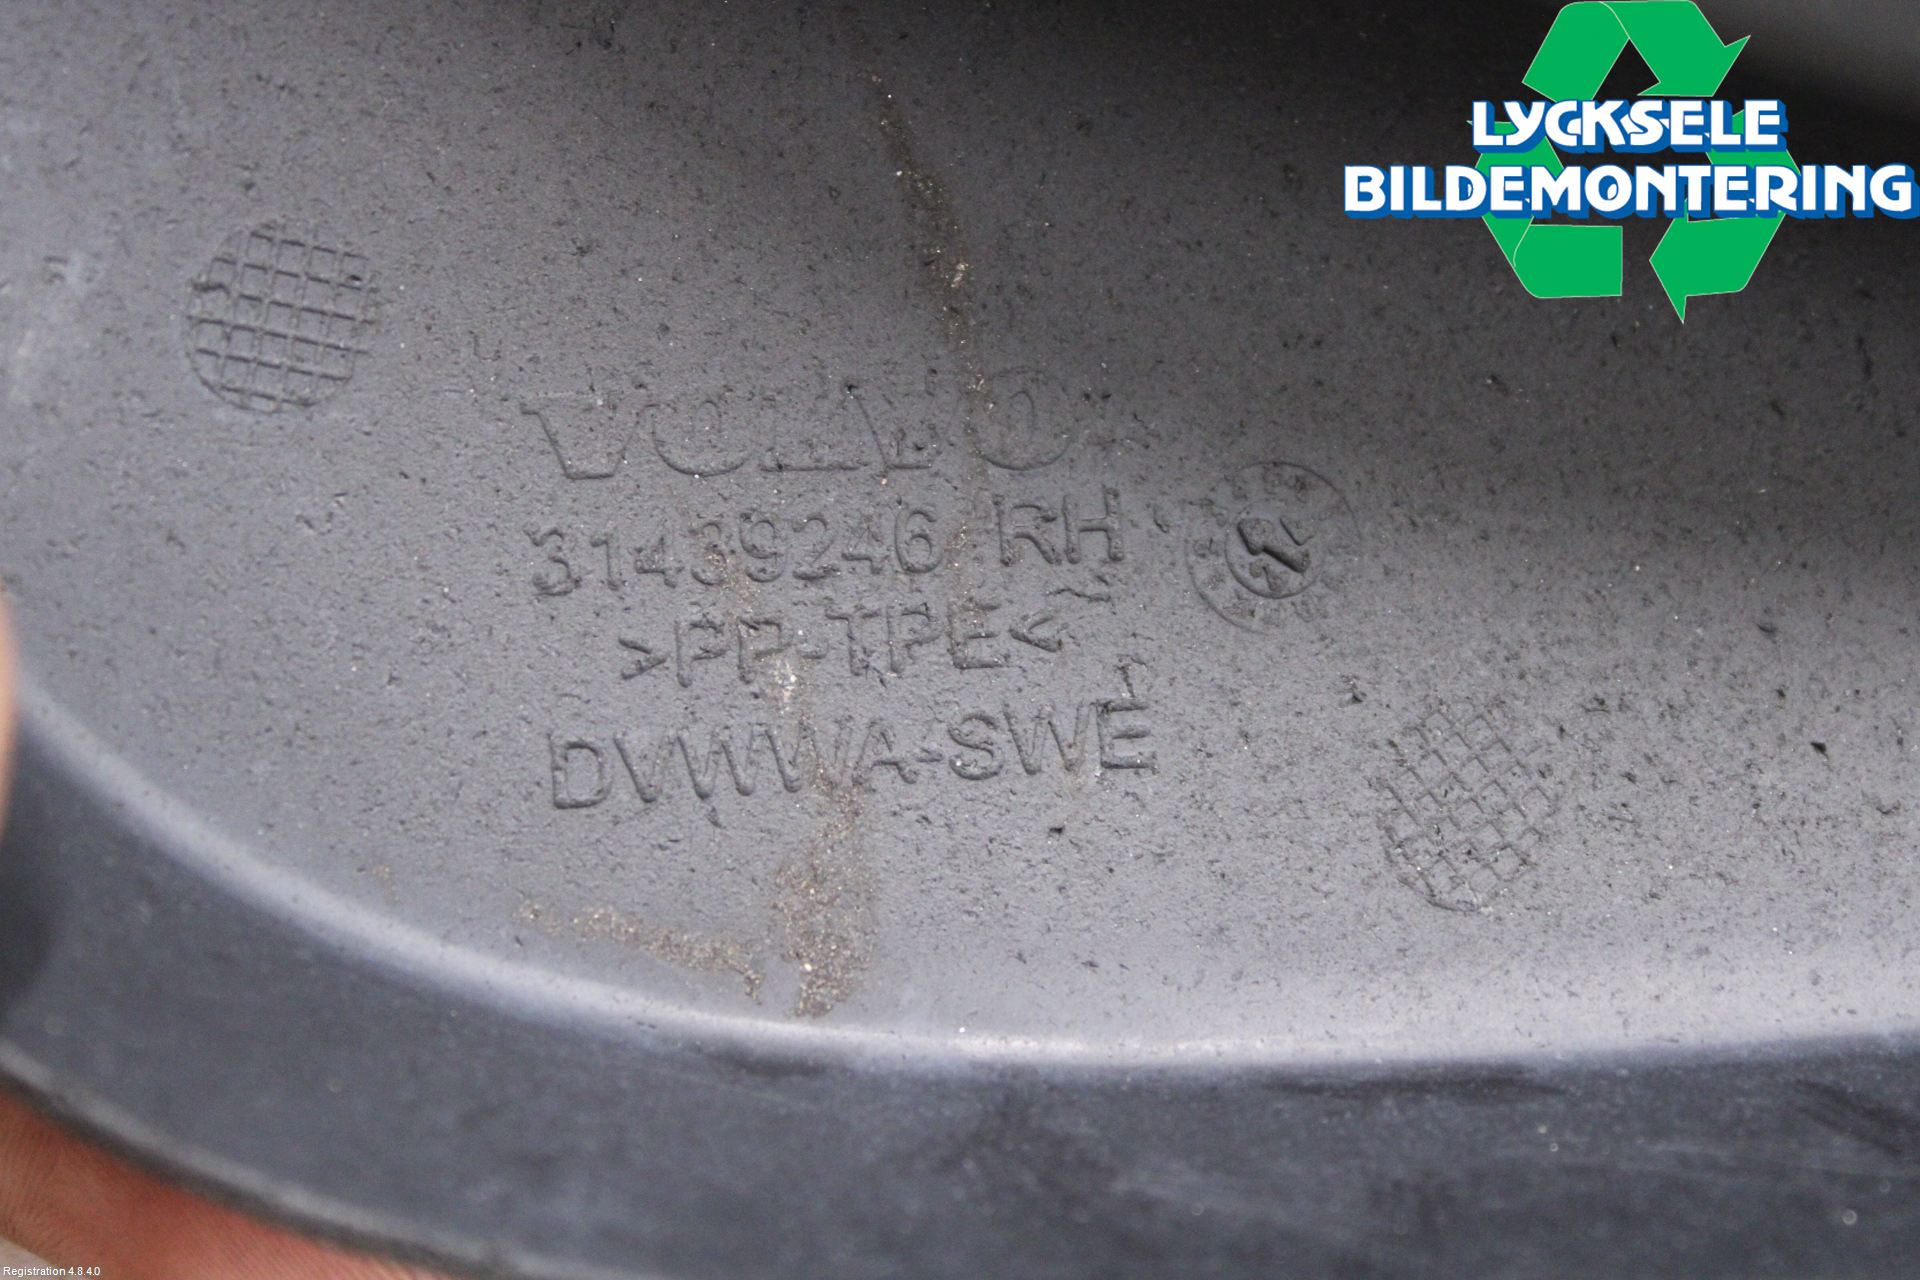 LYCKSELE
BILDEMONTERING
VOLVO
31439246 RH
>PP-TPE<
DVWWA-SWE
Registration 4.8.4.0